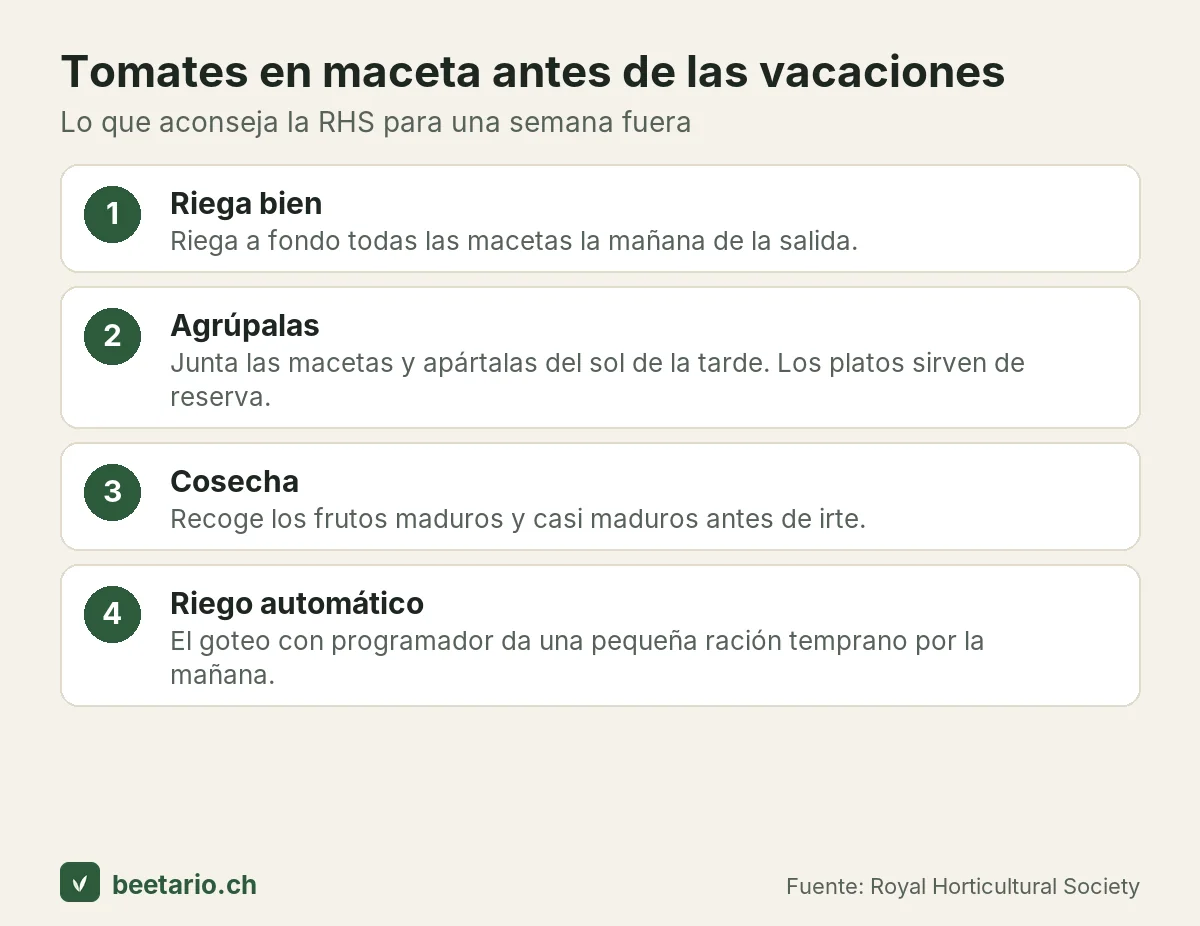 Tomates en maceta antes de las vacaciones
Lo que aconseja la RHS para una semana fuera
1
Riega bien
Riega a fondo todas las macetas la mañana de la salida.
2
Agrúpalas
Junta las macetas y apártalas del sol de la tarde. Los platos sirven de
reserva.
3
Cosecha
Recoge los frutos maduros y casi maduros antes de irte.
4
Riego automático
El goteo con programador da una pequeña ración temprano por la
mañana.
beetario.ch
Fuente: Royal Horticultural Society